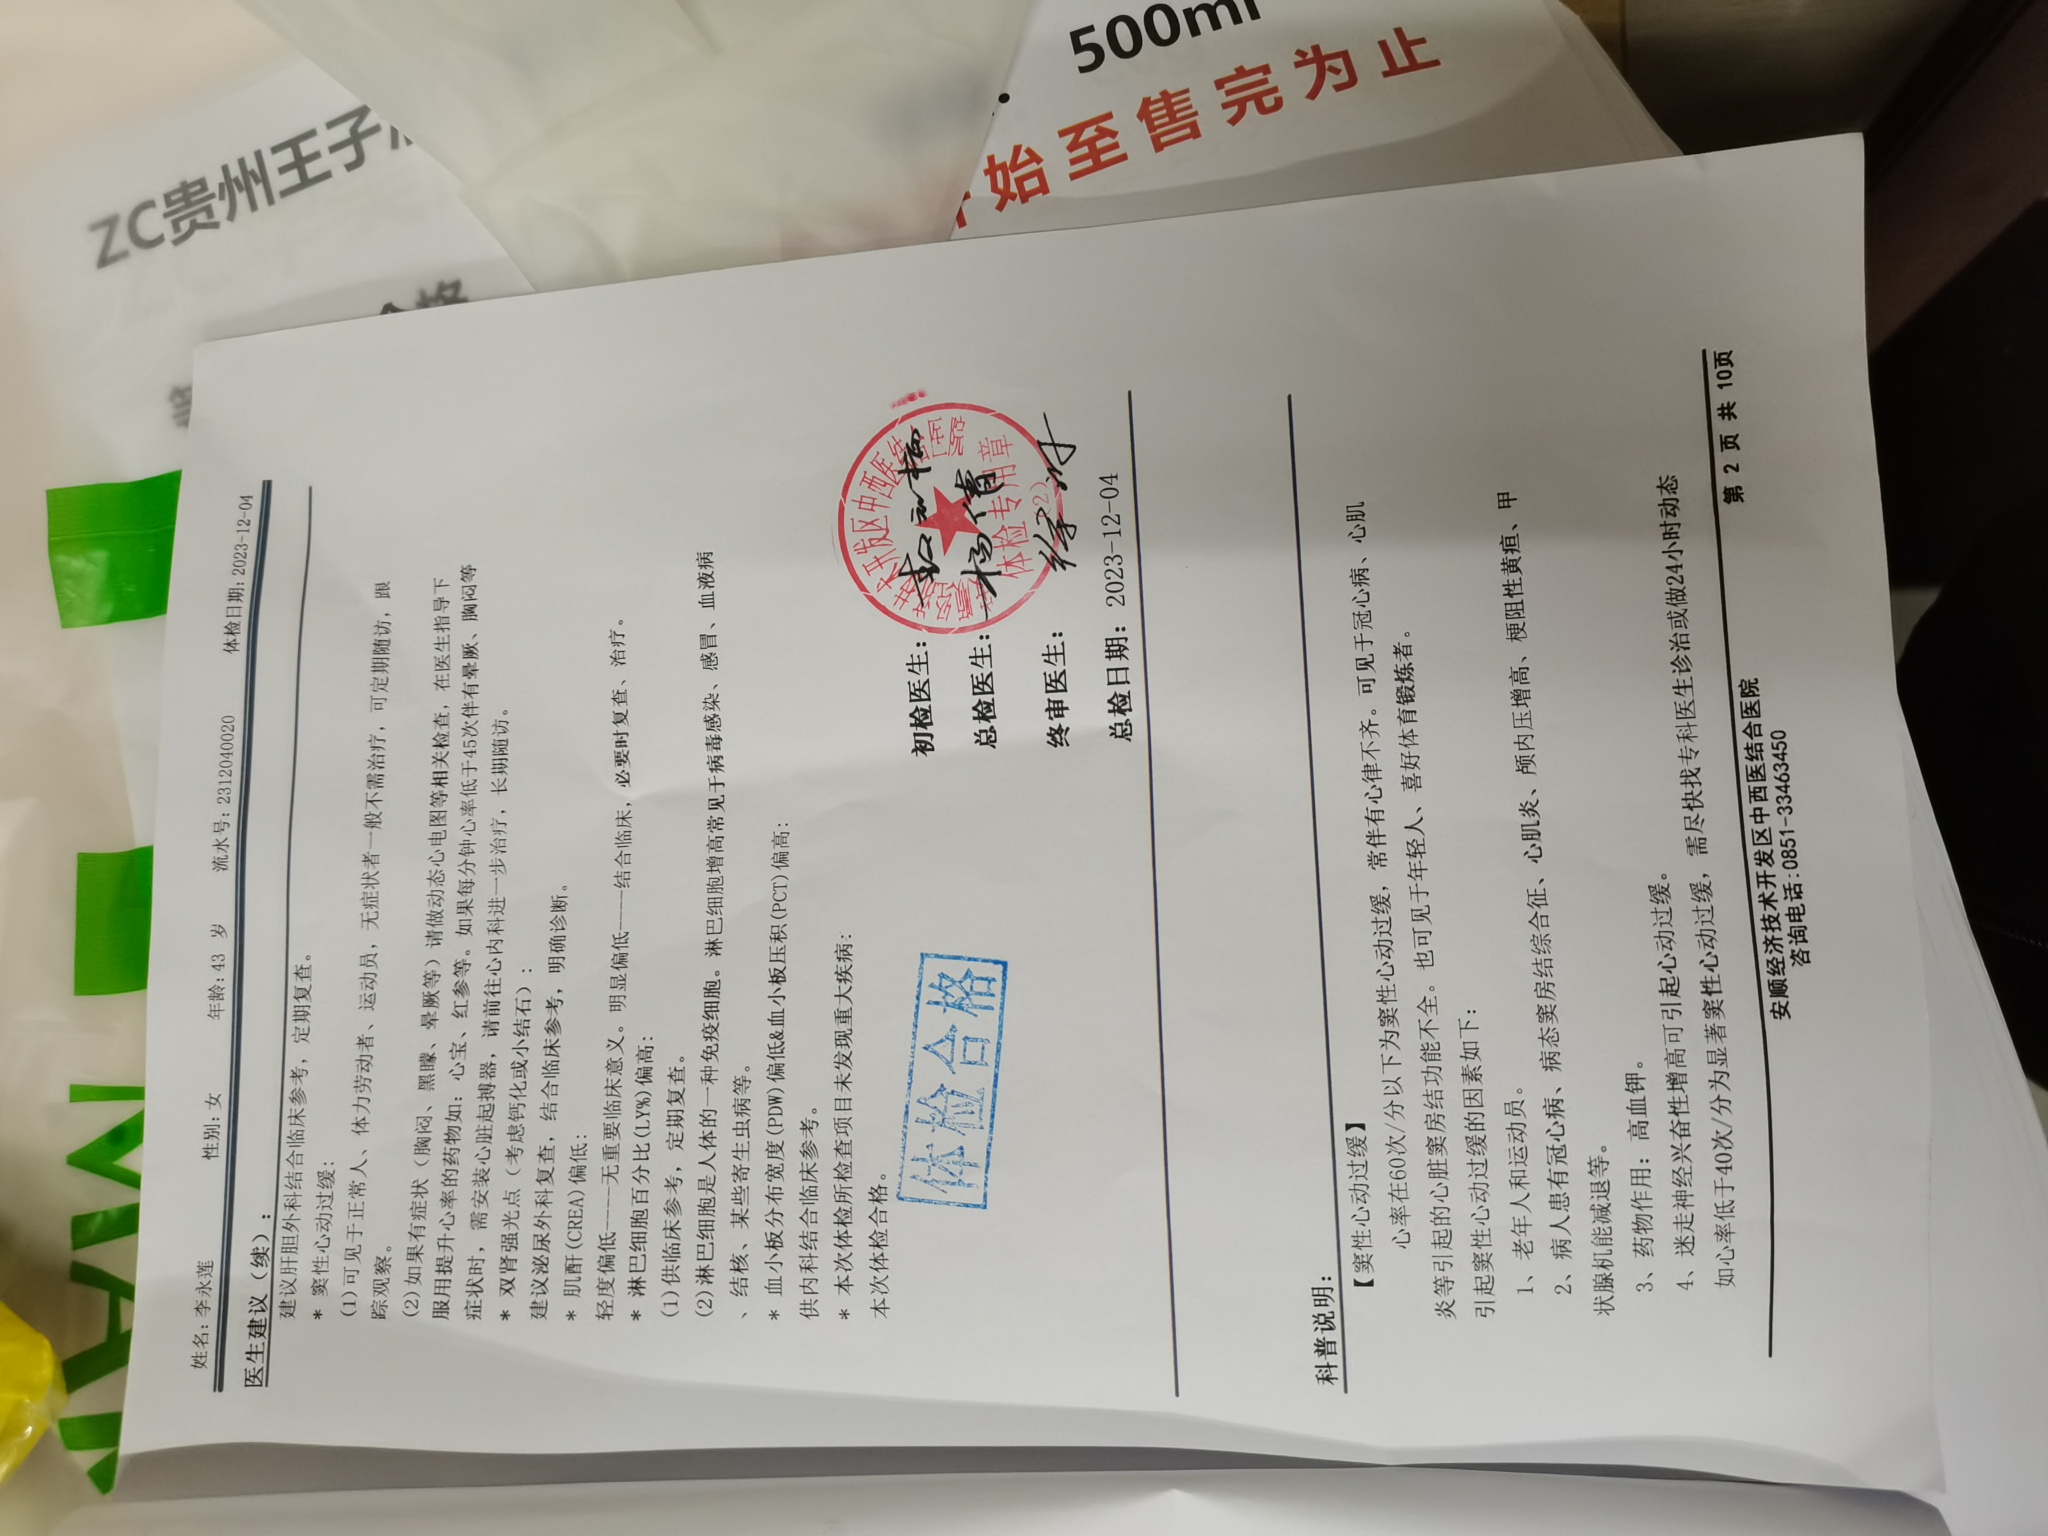 ZC贵州王子
500ml
始至售完为止
姓名:李永莲 性别:女 年龄:43 岁 流水号:2312040020 体检日期:2023-12-04
医生建议（续）:
建议肝胆外科结合临床参考，定期复查。
* 窦性心动过缓:
(1)可见于正常人、体力劳动者、运动员，无症状者一般不需治疗，可定期随访，跟
踪观察。
(2)如果有症状（胸闷、黑矇、晕厥等）请做动态心电图等相关检查，在医生指导下
服用提升心率的药物如：心宝、红参等。如果每分钟心率低于45次伴有晕厥、胸闷等
症状时，需安装心脏起搏器，请前往心内科进一步治疗，长期随访。
* 双肾强光点（考虑钙化或小结石）:
建议泌尿外科复查，结合临床参考，明确诊断。
* 肌酐(CREA)偏低:
轻度偏低----无重要临床意义。明显偏低----结合临床，必要时复查、治疗。
* 淋巴细胞百分比(LY%)偏高:
(1)供临床参考，定期复查。
(2)淋巴细胞是人体的一种免疫细胞。淋巴细胞增高常见于病毒感染、感冒、血液病
、结核、某些寄生虫病等。
* 血小板分布宽度(PDW)偏低&血小板压积(PCT)偏高:
供内科结合临床参考。
* 本次体检所检查项目未发现重大疾病:
本次体检合格。
体检合格
初检医生:
总检医生: 杨倩
终审医生:
总检日期: 2023-12-04
开发区中西医结合医院
体检专用章
科普说明:
【窦性心动过缓】
心率在60次/分以下为窦性心动过缓，常伴有心律不齐。可见于冠心病、心肌
炎等引起的心脏窦房结功能不全。也可见于年轻人、喜好体育锻炼者。
引起窦性心动过缓的因素如下:
1、老年人和运动员。
2、病人患有冠心病、病态窦房结综合征、心肌炎、颅内压增高、梗阻性黄疸、甲
状腺机能减退等。
3、药物作用：高血钾。
4、迷走神经兴奋性增高可引起心动过缓。
如心率低于40次/分为显著窦性心动过缓，需尽快找专科医生诊治或做24小时动态
安顺经济技术开发区中西医结合医院
第 2 页 共 10页
咨询电话:0851-33463450